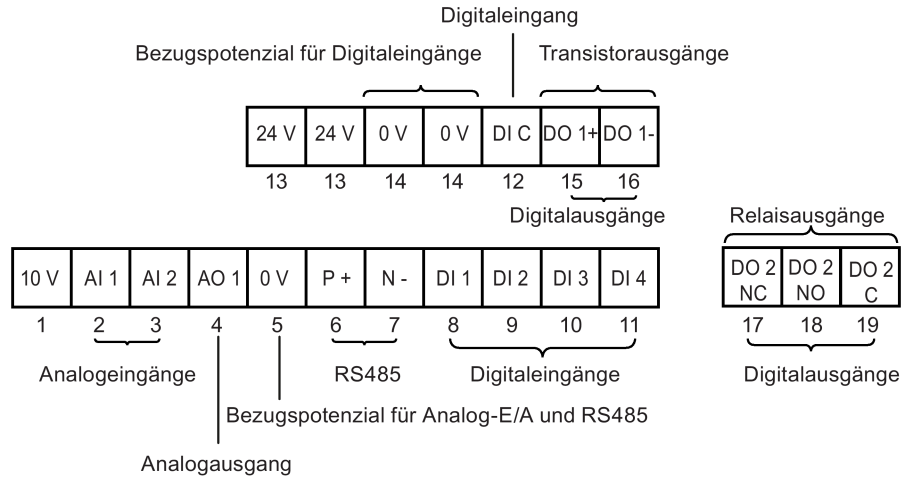 Digitaleingang
Bezugspotenzial für Digitaleingänge Transistorausgänge
24 V 24 V 0 V 0 V DI C DO 1+ DO 1-
13 13 14 14 12 15 16
Digitalausgänge
Relaisausgänge
10 V AI 1 AI 2 AO 1 0 V P + N - DI 1 DI 2 DI 3 DI 4
DO 2 NC DO 2 NO DO 2 C
1 2 3 4 5 6 7 8 9 10 11 17 18 19
Analogeingänge RS485 Digitaleingänge Digitalausgänge
Bezugspotenzial für Analog-E/A und RS485
Analogausgang